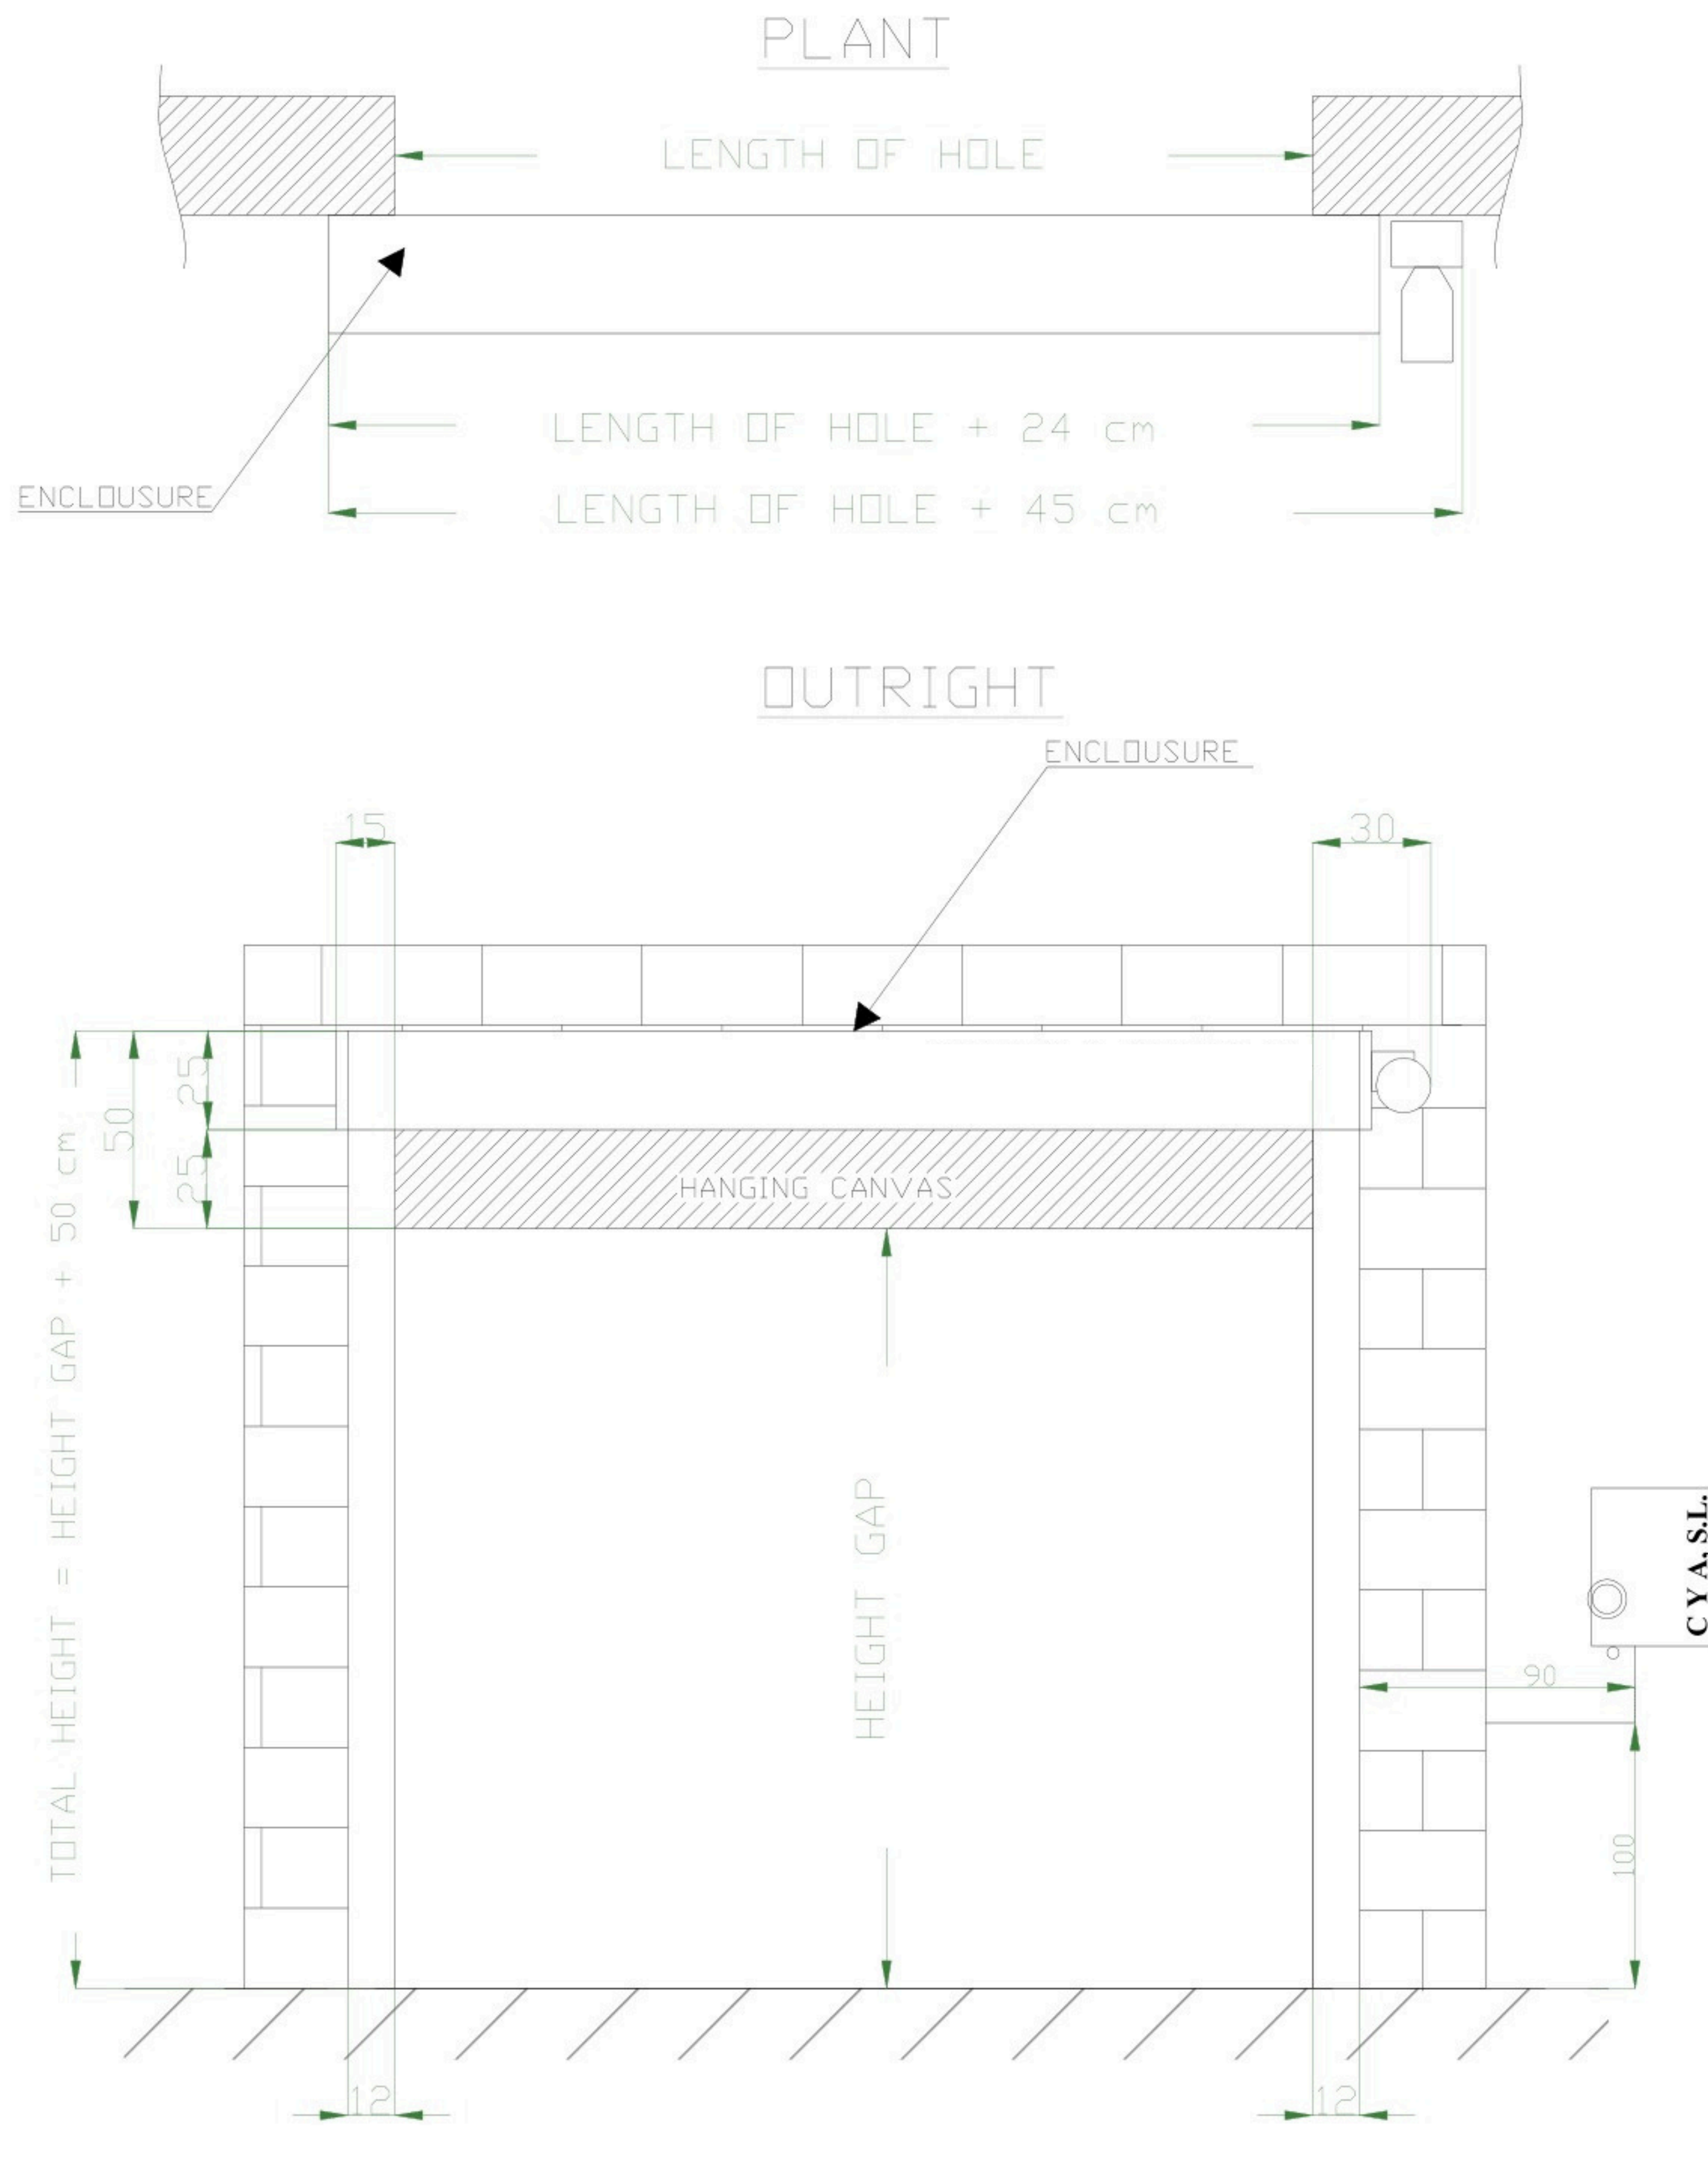 PLANT
LENGTH OF HOLE
LENGTH OF HOLE + 24 cm
ENCLOUSURE
LENGTH OF HOLE + 45 cm
OUTRIGHT
ENCLOUSURE
15
30
25
50
25
HANGING CANVAS
TOTAL HEIGHT = HEIGHT GAP + 50 cm
HEIGHT GAP
C Y A, S.L.
90
100
12
12